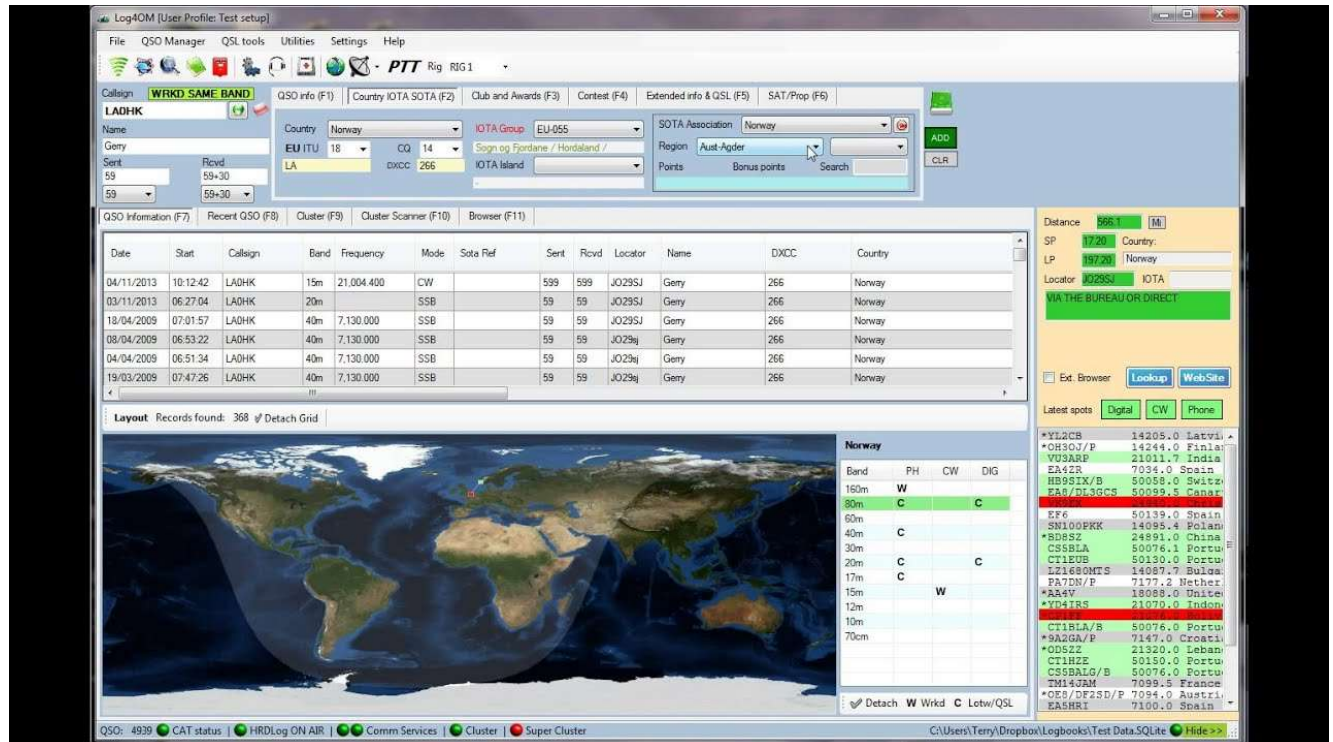 Log4OM [User Profile: Test setup]
File QSO Manager QSL tools Utilities Settings Help
PTT Rig RIG 1
Callsign WRKD SAME BAND
LA0HK
Name
Gerry
Sent Rcvd
59 59+30
59 59+30
QSO info (F1) Country IOTA SOTA (F2) Club and Awards (F3) Contest (F4) Extended info & QSL (F5) SAT/Prop (F6)
Country Norway
EU ITU 18 CQ 14
LA DXCC 266
IOTA Group EU-055
Sogn og Fjordane / Hordaland /
IOTA Island
SOTA Association Norway
Region Aust-Agder
Points Bonus points Search
ADD
CLR
QSO Information (F7) Recent QSO (F8) Cluster (F9) Cluster Scanner (F10) Browser (F11)
Date Start Callsign Band Frequency Mode Sota Ref Sent Rcvd Locator Name DXCC Country
04/11/2013 10:12:42 LA0HK 15m 21,004.400 CW 599 599 JO29SJ Gerry 266 Norway
03/11/2013 06:27:04 LA0HK 20m SSB 59 59 JO29SJ Gerry 266 Norway
18/04/2009 07:01:57 LA0HK 40m 7,130.000 SSB 59 59 JO29SJ Gerry 266 Norway
08/04/2009 06:53:22 LA0HK 40m 7,130.000 SSB 59 59 JO29sj Gerry 266 Norway
04/04/2009 06:51:34 LA0HK 40m 7,130.000 SSB 59 59 JO29sj Gerry 266 Norway
19/03/2009 07:47:26 LA0HK 40m 7,130.000 SSB 59 59 JO29sj Gerry 266 Norway
Layout Records found: 368 Detach Grid
Norway
Band PH CW DIG
160m W
80m C C
60m
40m C
30m
20m C C
17m C
15m W
12m
10m
70cm
Detach W Wrkd C Lotw/QSL
Distance 566.1 Mi
SP 17.20 Country:
LP 197.20 Norway
Locator JO29SJ IOTA
VIA THE BUREAU OR DIRECT
Ext. Browser Lookup WebSite
Latest spots Digital CW Phone
*YL2CB 14205.0 Latvi
*OH3OJ/P 14244.0 Finla
VU3ARP 21011.7 India
EA4ZR 7034.0 Spain
HB9SIX/B 50058.0 Switz
EA8/DL3GCS 50099.5 Canar
EF6 50139.0 Spain
SN100PKK 14095.4 Polan
*BD8SZ 24891.0 China
CS5BLA 50076.1 Portu
CT1EUB 50130.0 Portu
LZ1680MTS 14087.7 Bulga
PA7DN/P 7177.2 Nether
*AA4V 18088.0 Unite
*YD4IRS 21070.0 Indon
CT1BLA/B 50076.0 Portu
*9A2GA/P 7147.0 Croati
*OD5ZZ 21320.0 Leban
CT1HZE 50150.0 Portu
CS5BALG/B 50076.0 Portu
TM14JAM 7099.5 France
*OE8/DF2SD/P 7094.0 Austri
EA5HRI 7100.0 Spain
QSO: 4939 CAT status | HRDLog ON AIR | Comm Services | Cluster | Super Cluster
C:\Users\Terry\Dropbox\Logbooks\Test Data.SQLite Hide >>